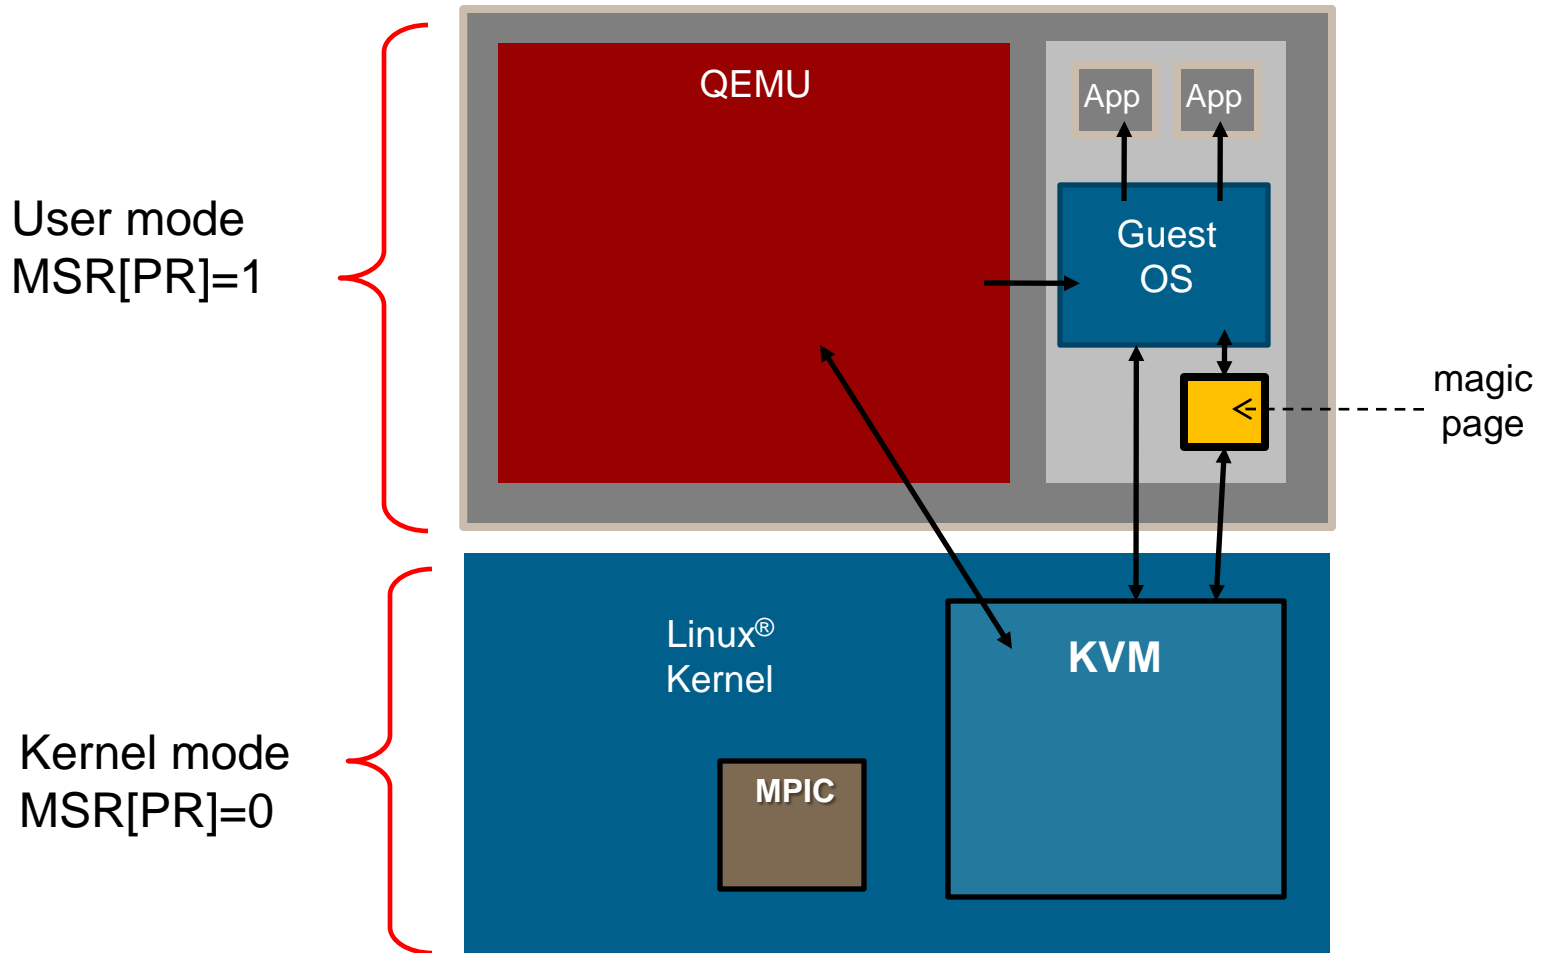 QEMU
App
App
User mode
MSR[PR]=1
Guest
OS
magic
page
Linux®
Kernel
KVM
Kernel mode
MSR[PR]=0
MPIC